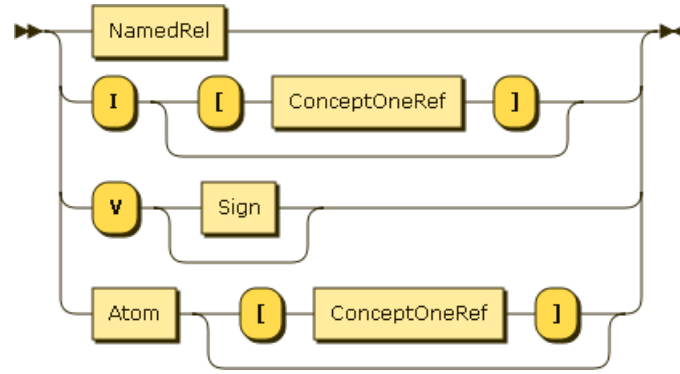 NamedRel
I [ ConceptOneRef ]
V Sign
Atom [ ConceptOneRef ]